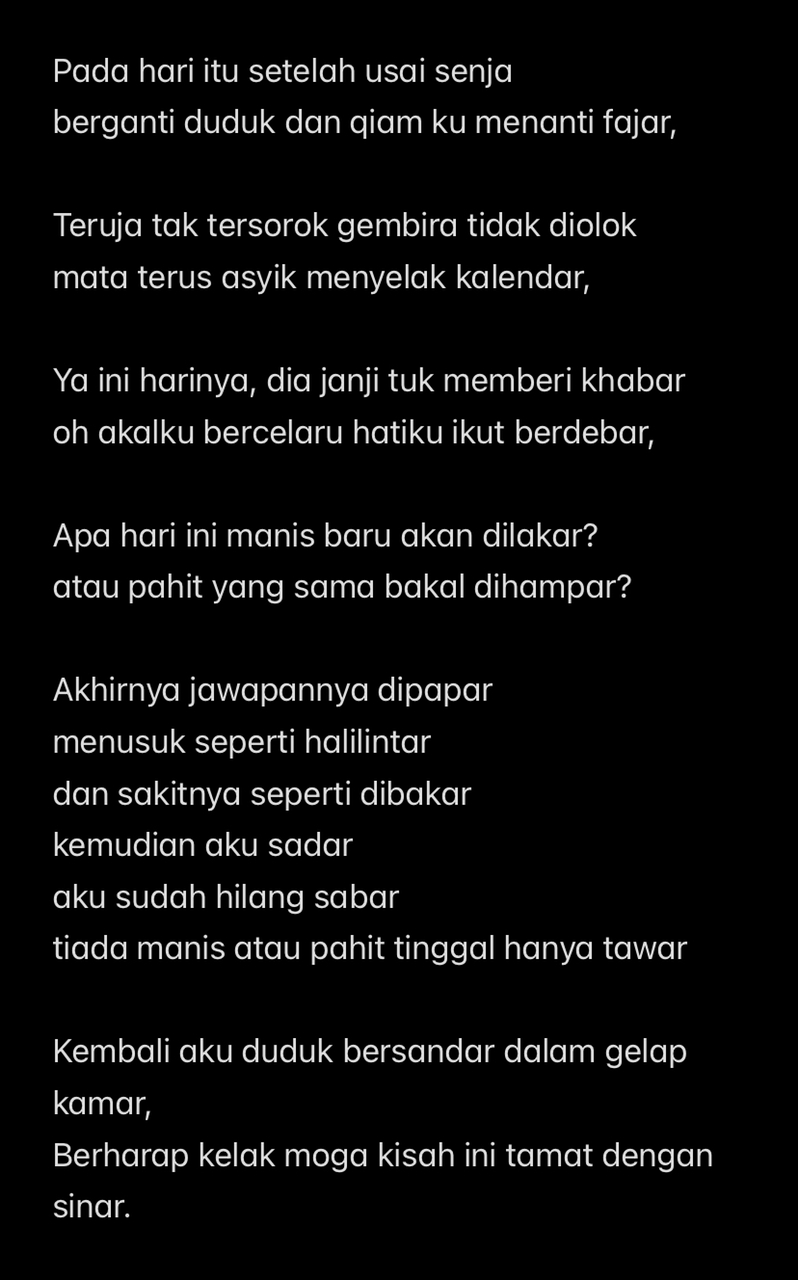 Pada hari itu setelah usai senja
berganti duduk dan qiam ku menanti fajar,
Teruja tak tersorok gembira tidak diolok
mata terus asyik menyelak kalendar,
Ya ini harinya, dia janji tuk memberi khabar
oh akalku bercelaru hatiku ikut berdebar,
Apa hari ini manis baru akan dilakar?
atau pahit yang sama bakal dihampar?
Akhirnya jawapannya dipapar
menusuk seperti halilintar
dan sakitnya seperti dibakar
kemudian aku sadar
aku sudah hilang sabar
tiada manis atau pahit tinggal hanya tawar
Kembali aku duduk bersandar dalam gelap
kamar,
Berharap kelak moga kisah ini tamat dengan
sinar.